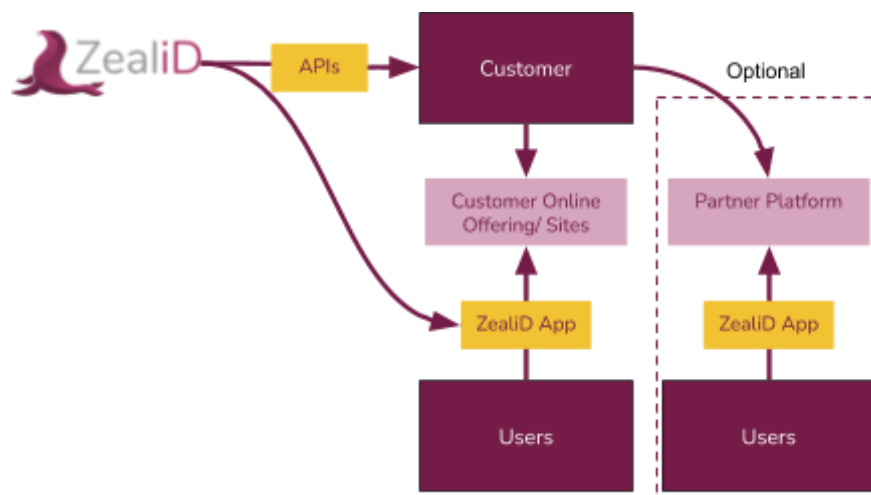 ZealiD
APIs
Customer
Optional
Customer Online
Offering/ Sites
Partner Platform
ZealiD App
ZealiD App
Users
Users